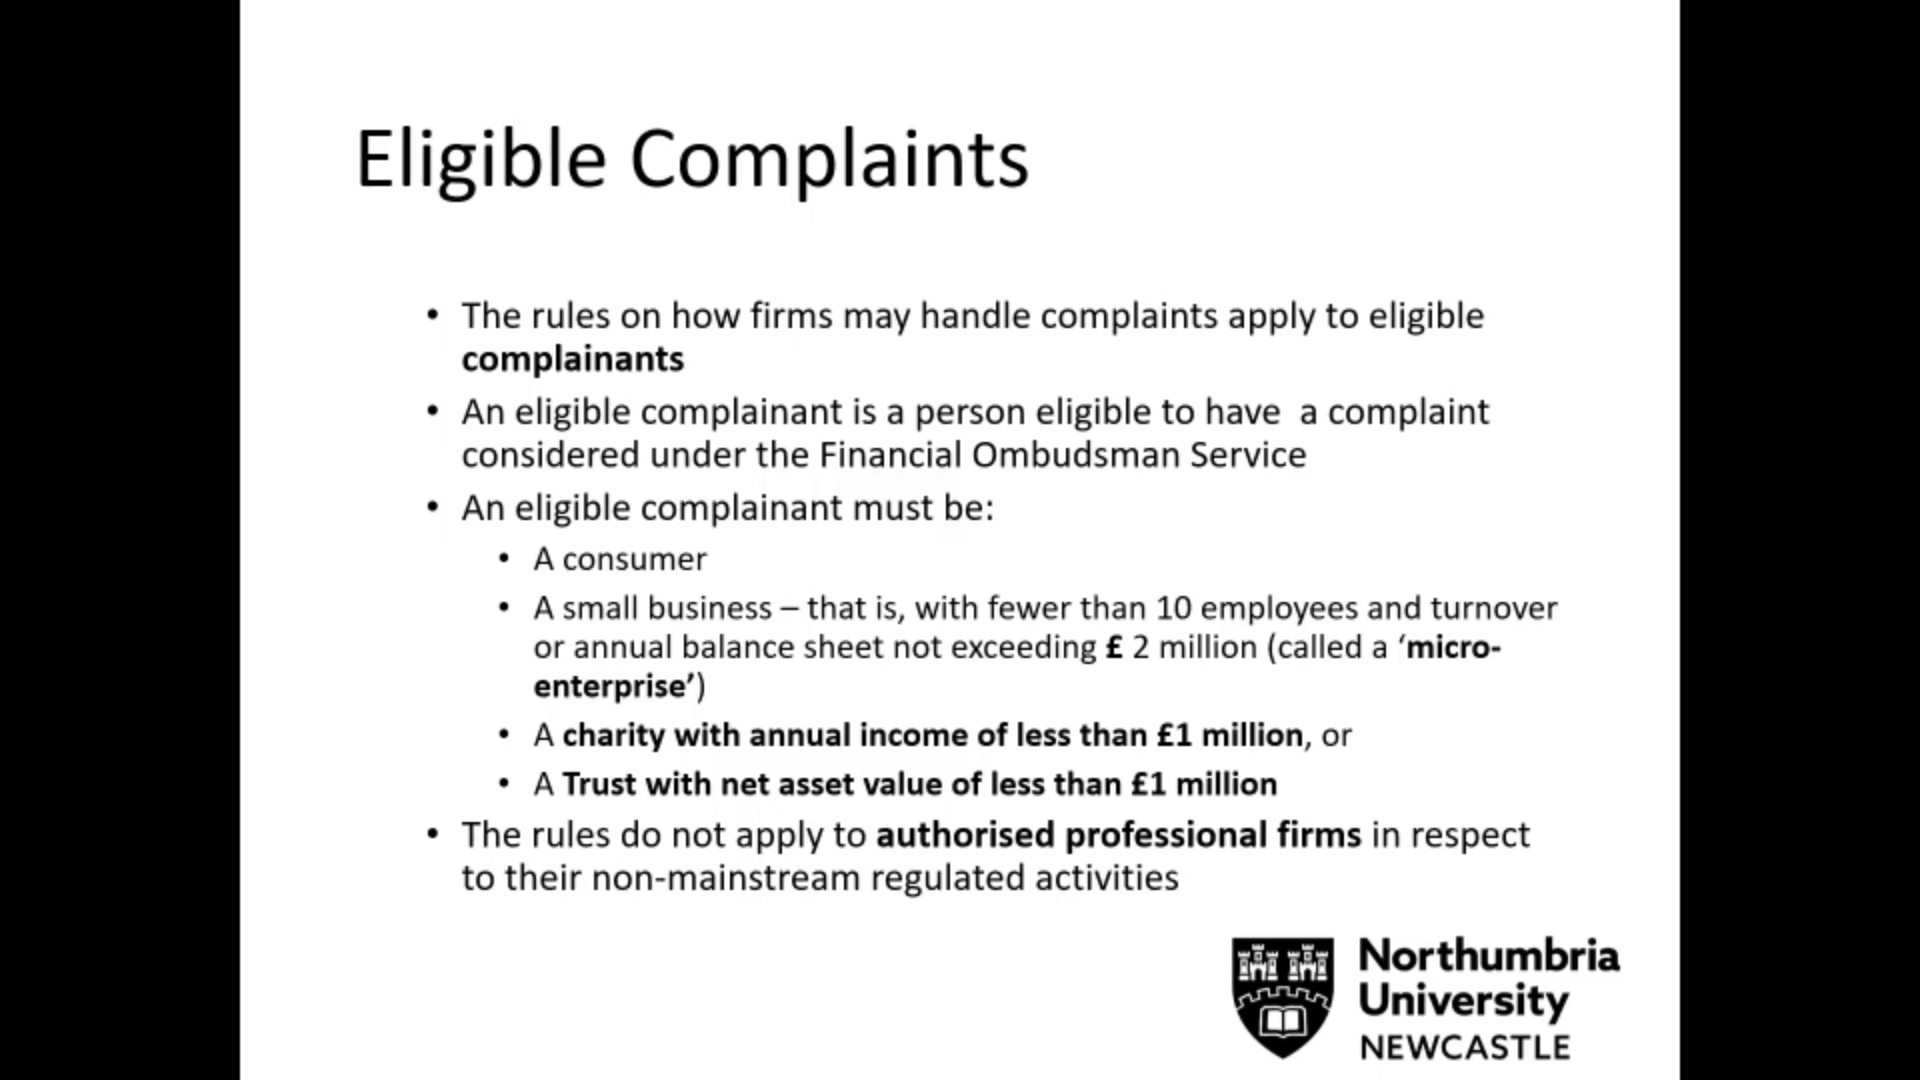 Eligible Complaints
• The rules on how firms may handle complaints apply to eligible
complainants
• An eligible complainant is a person eligible to have  a complaint
considered under the Financial Ombudsman Service
• An eligible complainant must be:
• A consumer
• A small business – that is, with fewer than 10 employees and turnover
or annual balance sheet not exceeding £ 2 million (called a ‘micro-
enterprise’)
• A charity with annual income of less than £1 million, or
• A Trust with net asset value of less than £1 million
• The rules do not apply to authorised professional firms in respect
to their non-mainstream regulated activities
Northumbria
University
NEWCASTLE